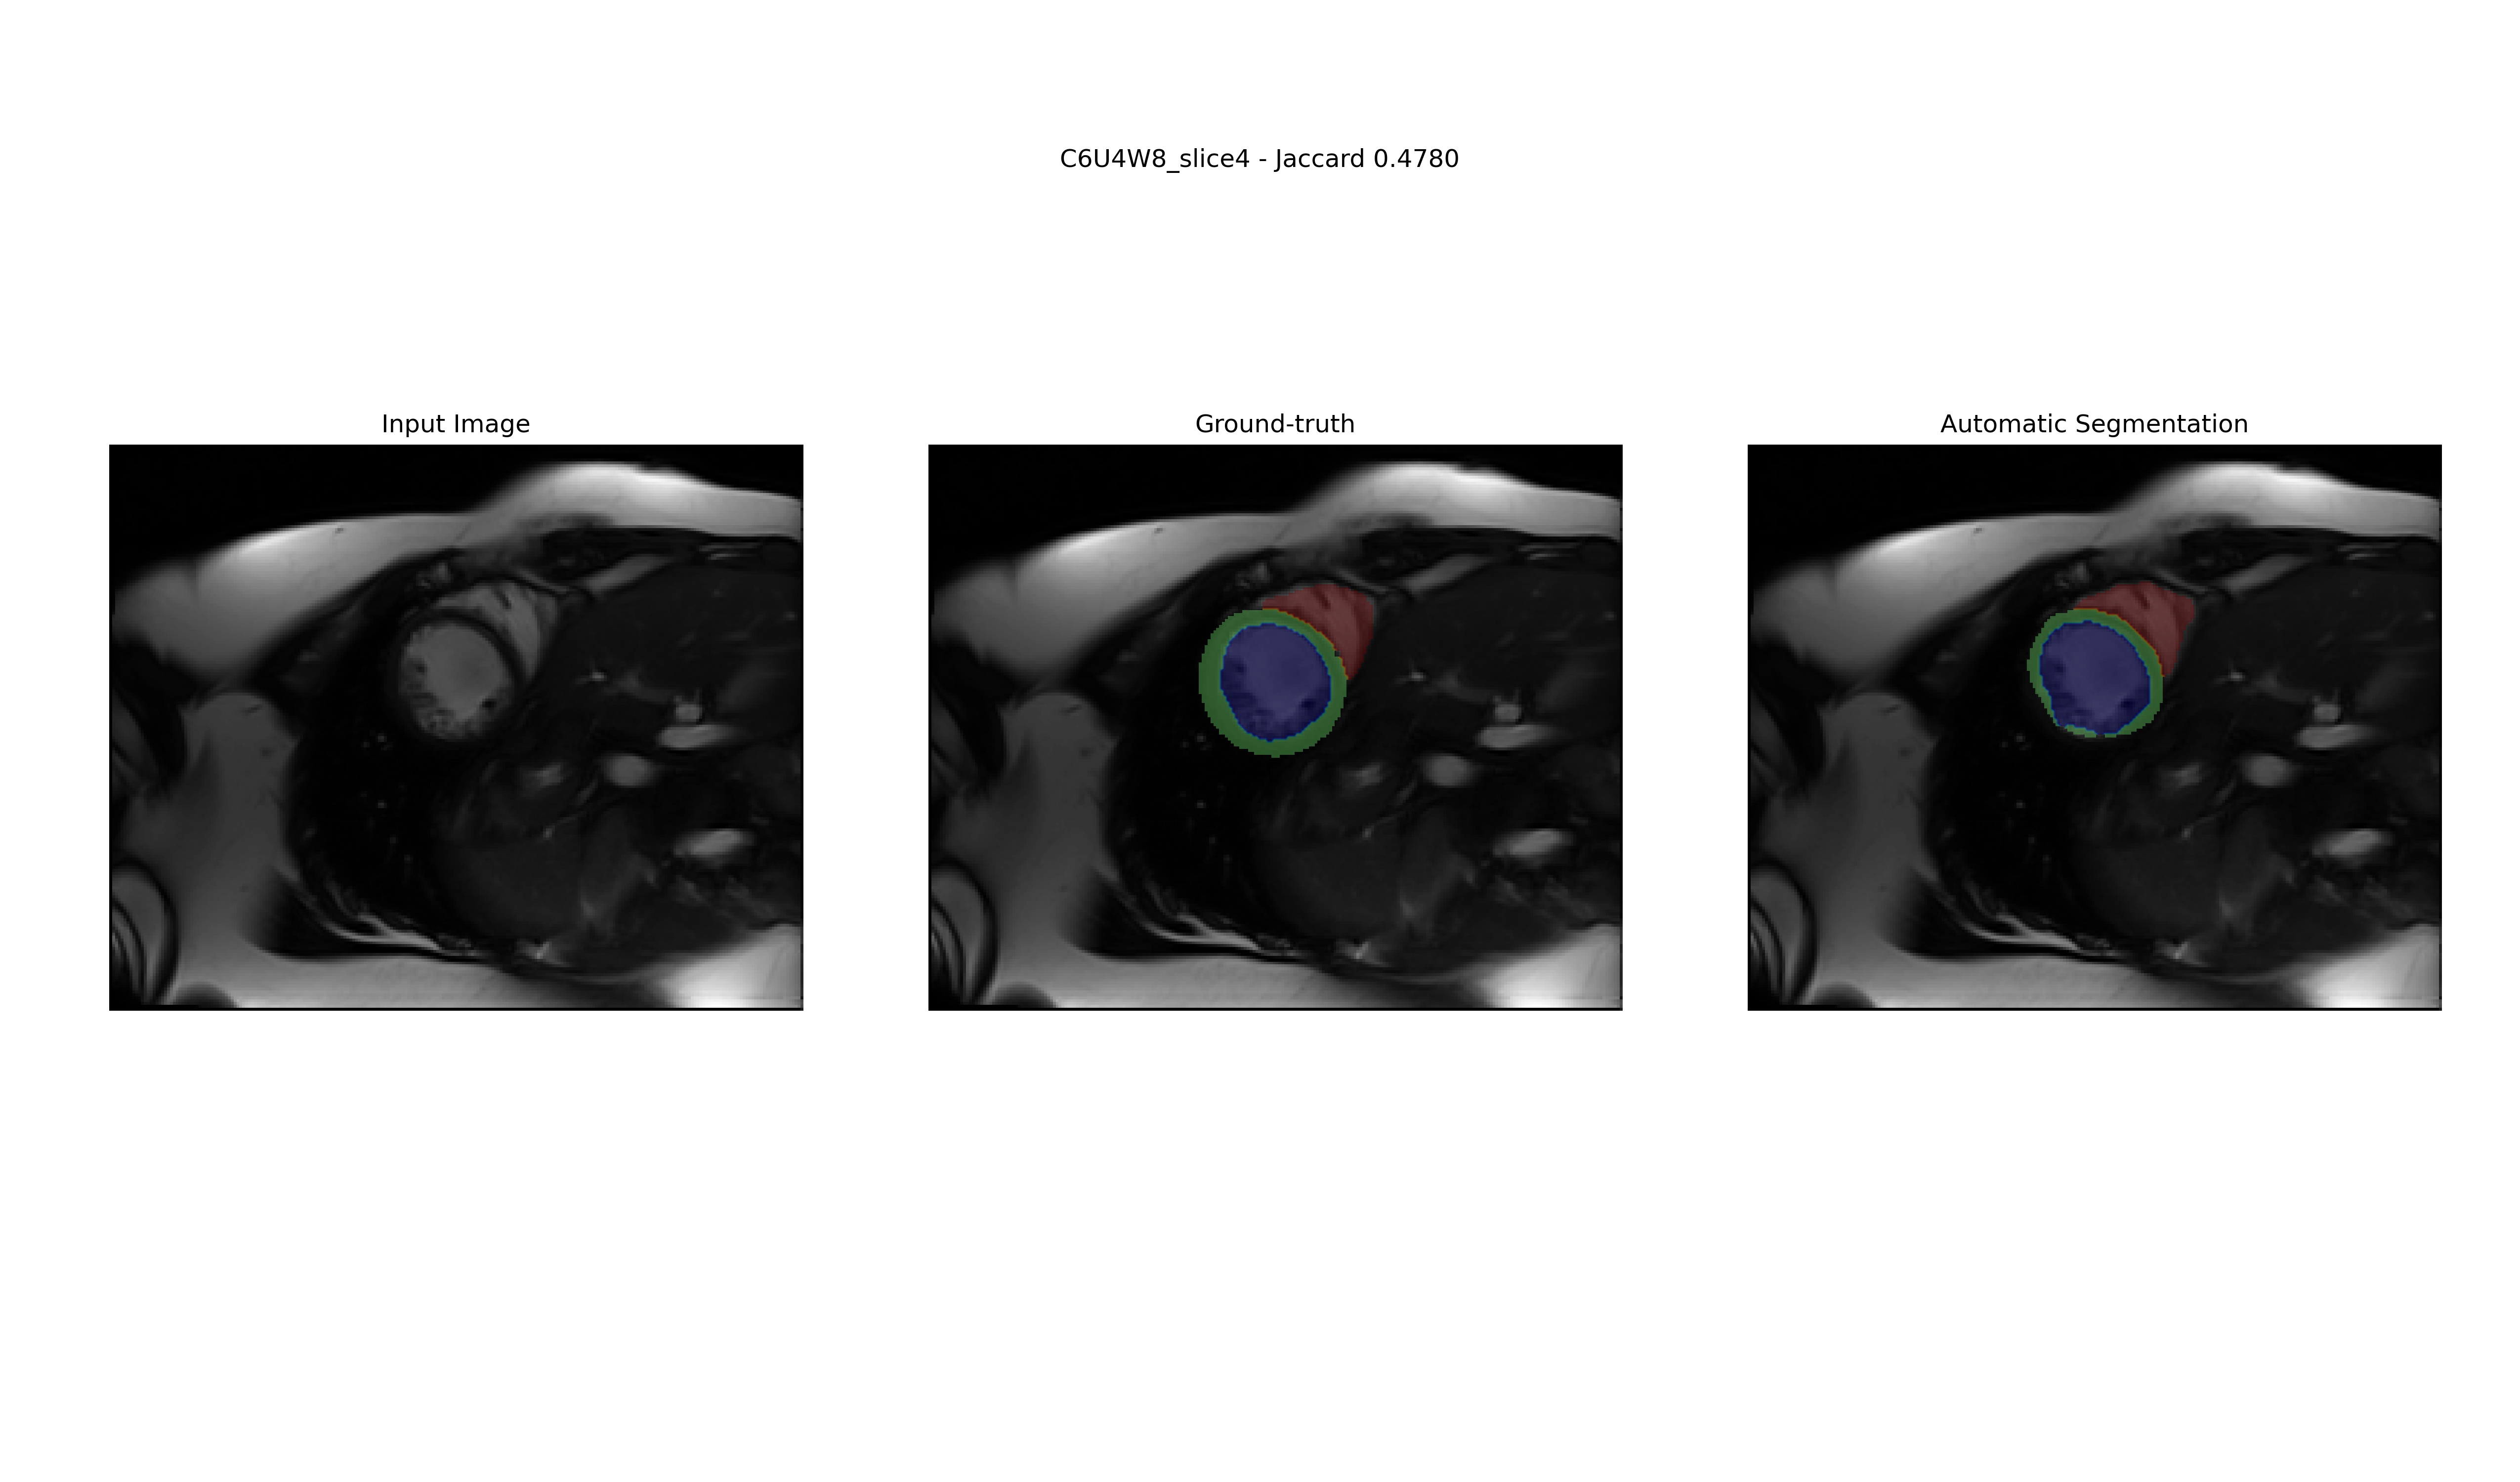 C6U4W8_slice4 - Jaccard 0.4780
Input Image
Ground-truth
Automatic Segmentation